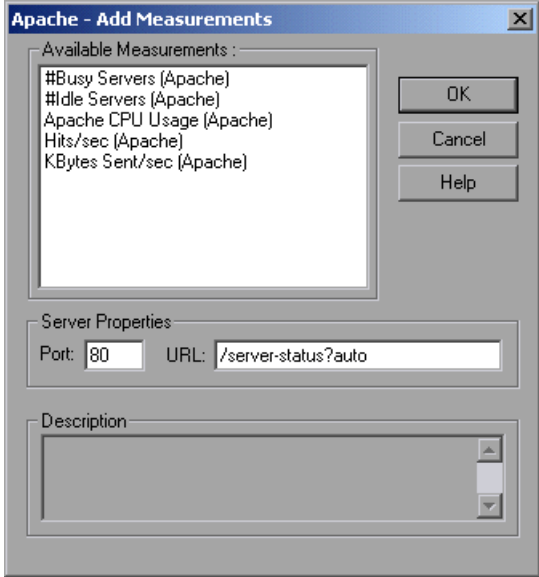 Apache - Add Measurements
Available Measurements :
#Busy Servers (Apache)
#Idle Servers (Apache)
Apache CPU Usage (Apache)
Hits/sec (Apache)
KBytes Sent/sec (Apache)
OK
Cancel
Help
Server Properties
Port: 80 URL: /server-status?auto
Description